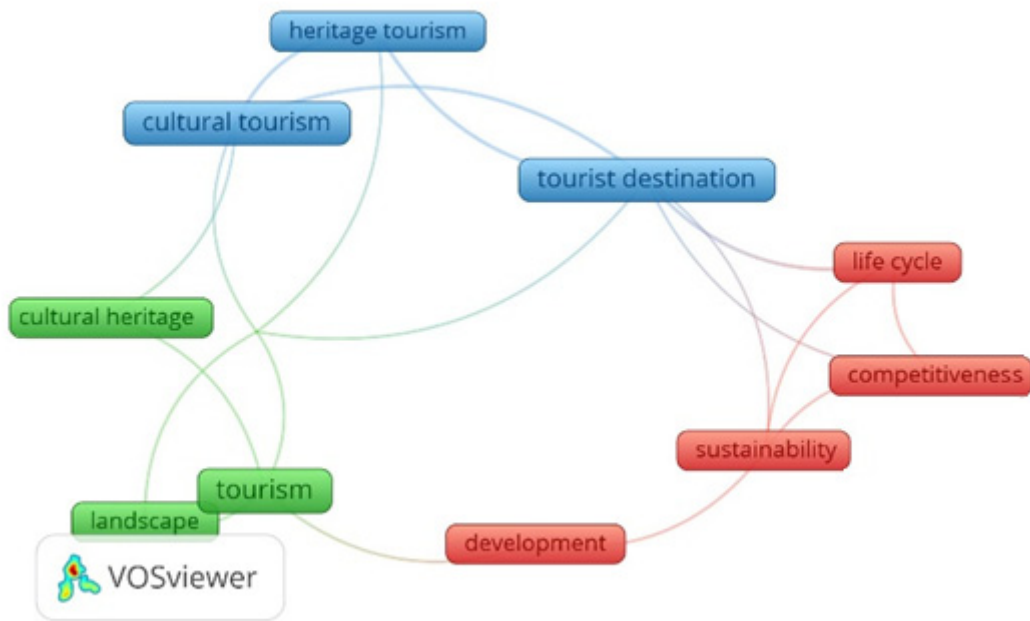 heritage tourism
cultural tourism
tourist destination
life cycle
cultural heritage
competitiveness
sustainability
tourism
landscape
development
VOSviewer